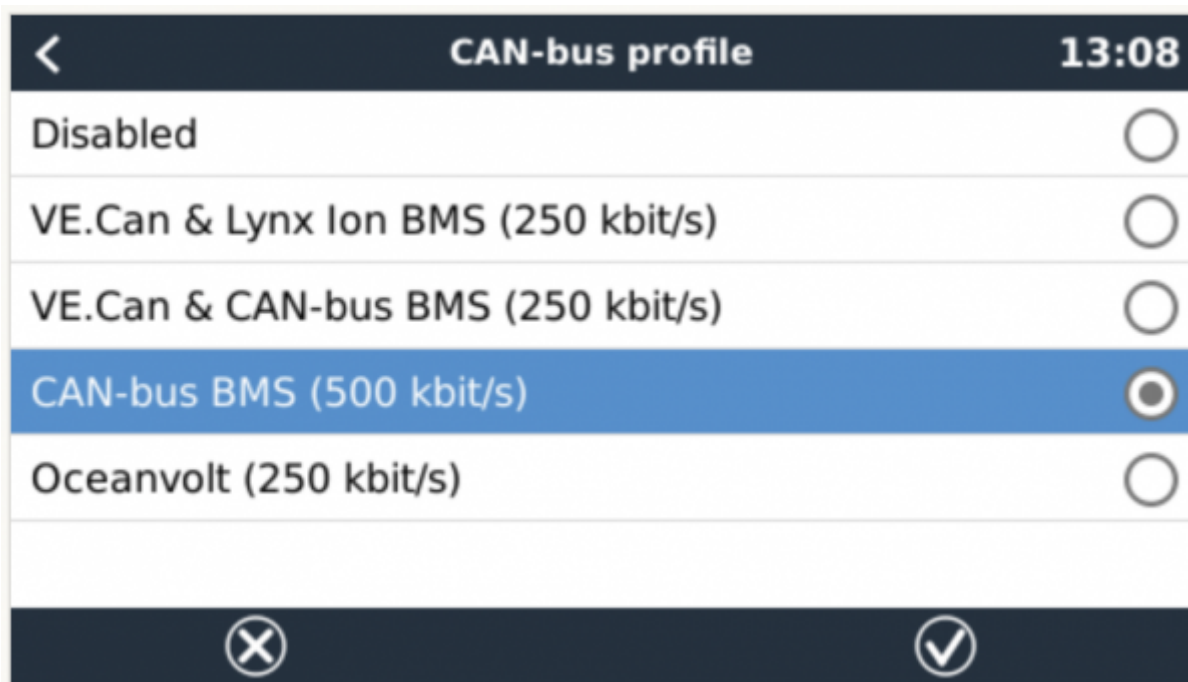 CAN-bus profile 13:08
Disabled
VE.Can & Lynx Ion BMS (250 kbit/s)
VE.Can & CAN-bus BMS (250 kbit/s)
CAN-bus BMS (500 kbit/s)
Oceanvolt (250 kbit/s)